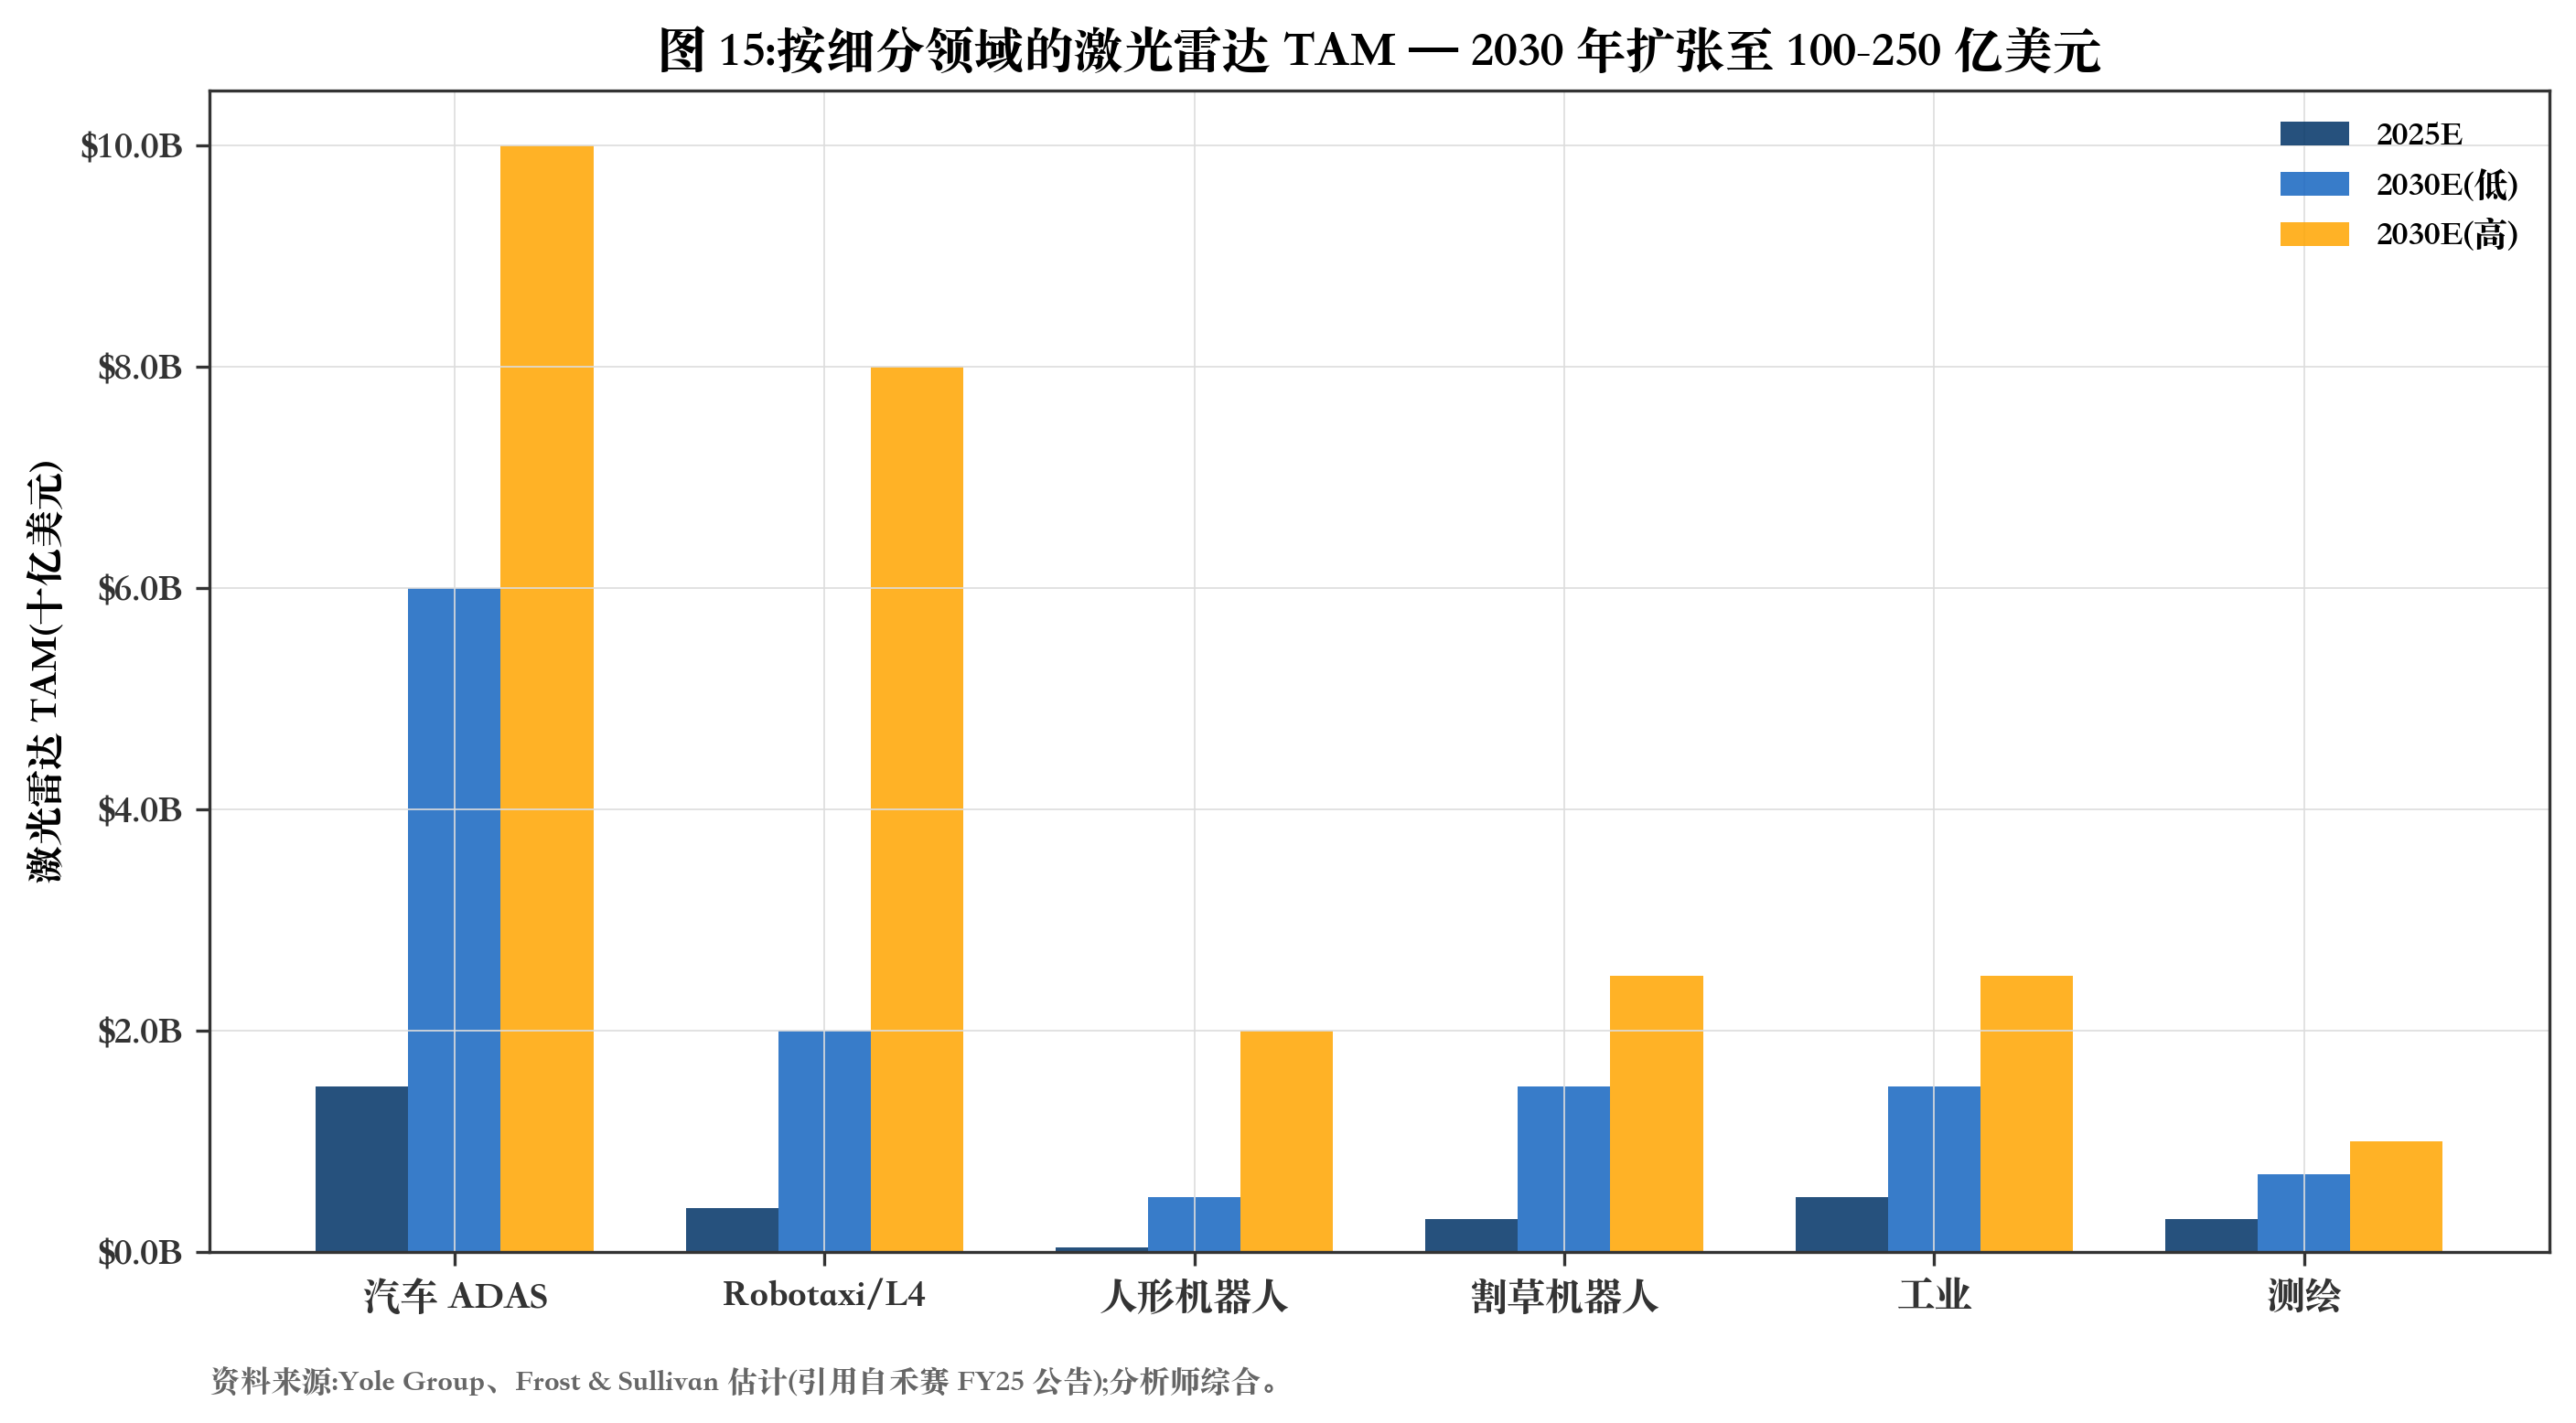 图 15:按细分领域的激光雷达 TAM — 2030 年扩张至 100-250 亿美元
激光雷达 TAM(十亿美元)
$10.0B
$8.0B
$6.0B
$4.0B
$2.0B
$0.0B
2025E
2030E(低)
2030E(高)
汽车 ADAS
Robotaxi/L4
人形机器人
割草机器人
工业
测绘
资料来源:Yole Group、Frost & Sullivan 估计(引用自禾赛 FY25 公告);分析师综合。